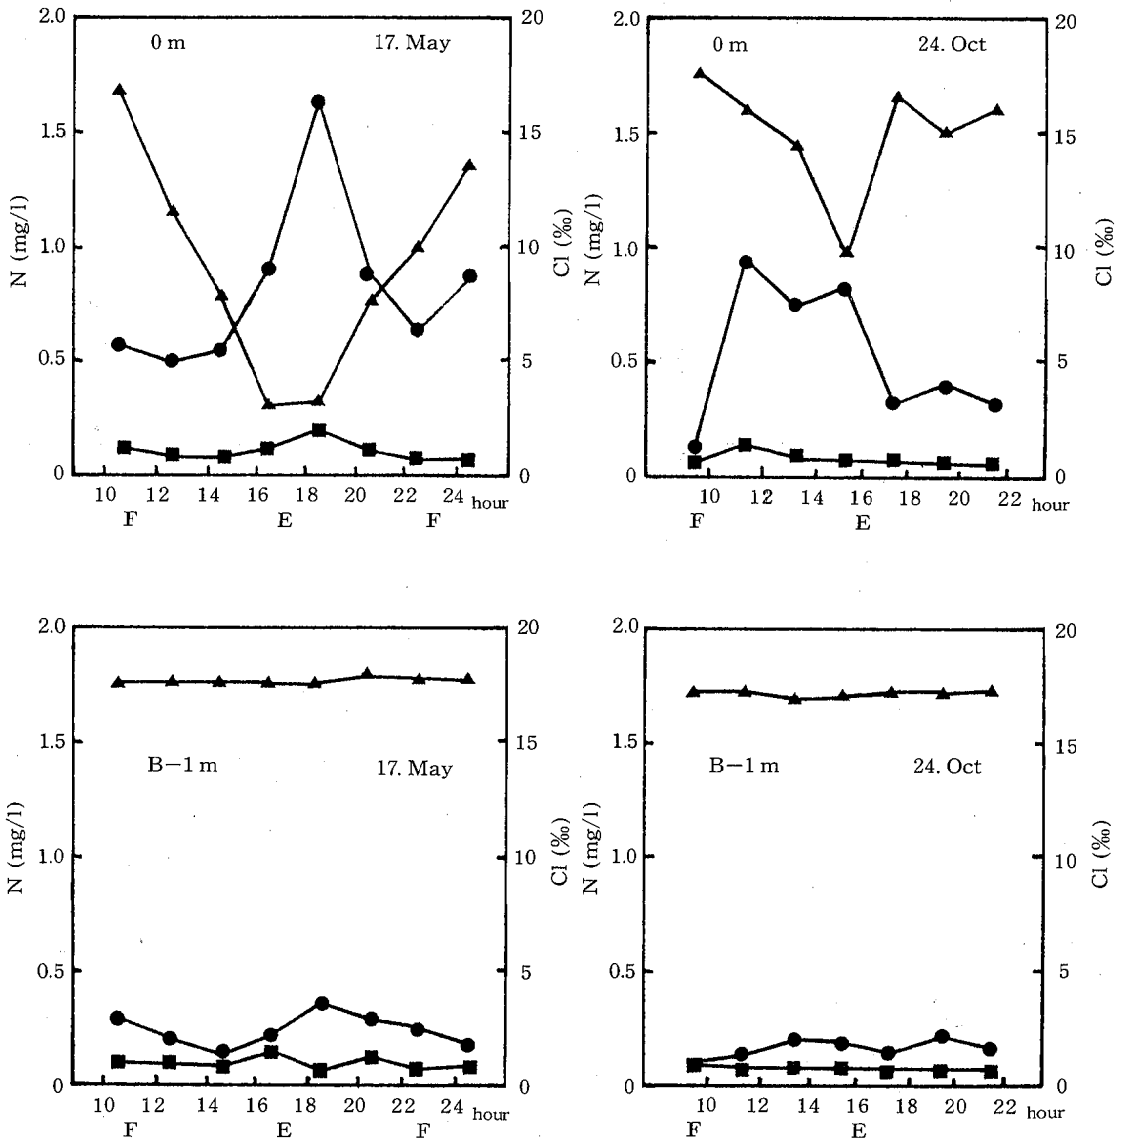 2.0 20 2.0 20
0 m 17. May 0 m 24. Oct
1.5 15 1.5 15
N (mg/l) 1.0 10 Cl (‰) N (mg/l) 1.0 10 Cl (‰)
0.5 5 0.5 5
0 0 0 0
10 12 14 16 18 20 22 24 hour 10 12 14 16 18 20 22 hour
F E F F E
2.0 20 2.0 20
1.5 15 1.5 15
B–1 m 17. May B–1 m 24. Oct
N (mg/l) 1.0 10 Cl (‰) N (mg/l) 1.0 10 Cl (‰)
0.5 5 0.5 5
0 0 0 0
10 12 14 16 18 20 22 24 hour 10 12 14 16 18 20 22 hour
F E F F E